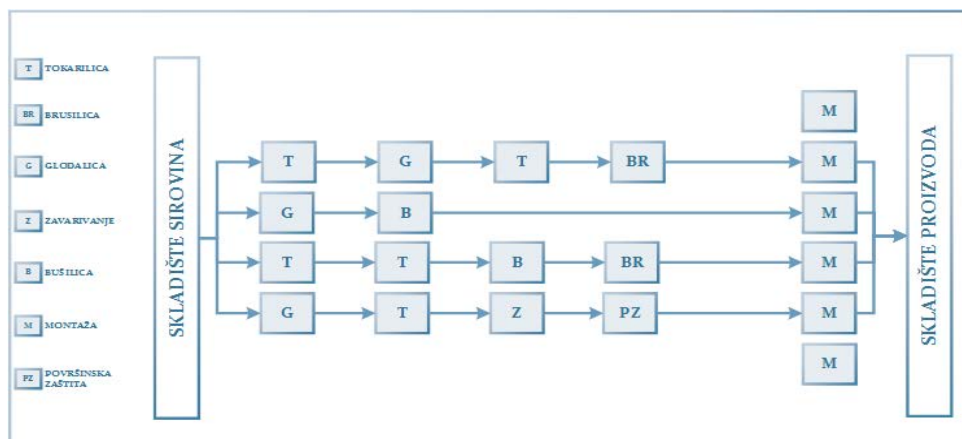 T TOKARILICA
BR BRUSILICA
G GLODALICA
Z ZAVARIVANJE
B BUŠILICA
M MONTAŽA
PZ POVRŠINSKA
ZAŠTITA
SKLADIŠTE SIROVINA
M
T G T BR M
G B M
T T B BR M
G T Z PZ M
M
SKLADIŠTE PROIZVODA